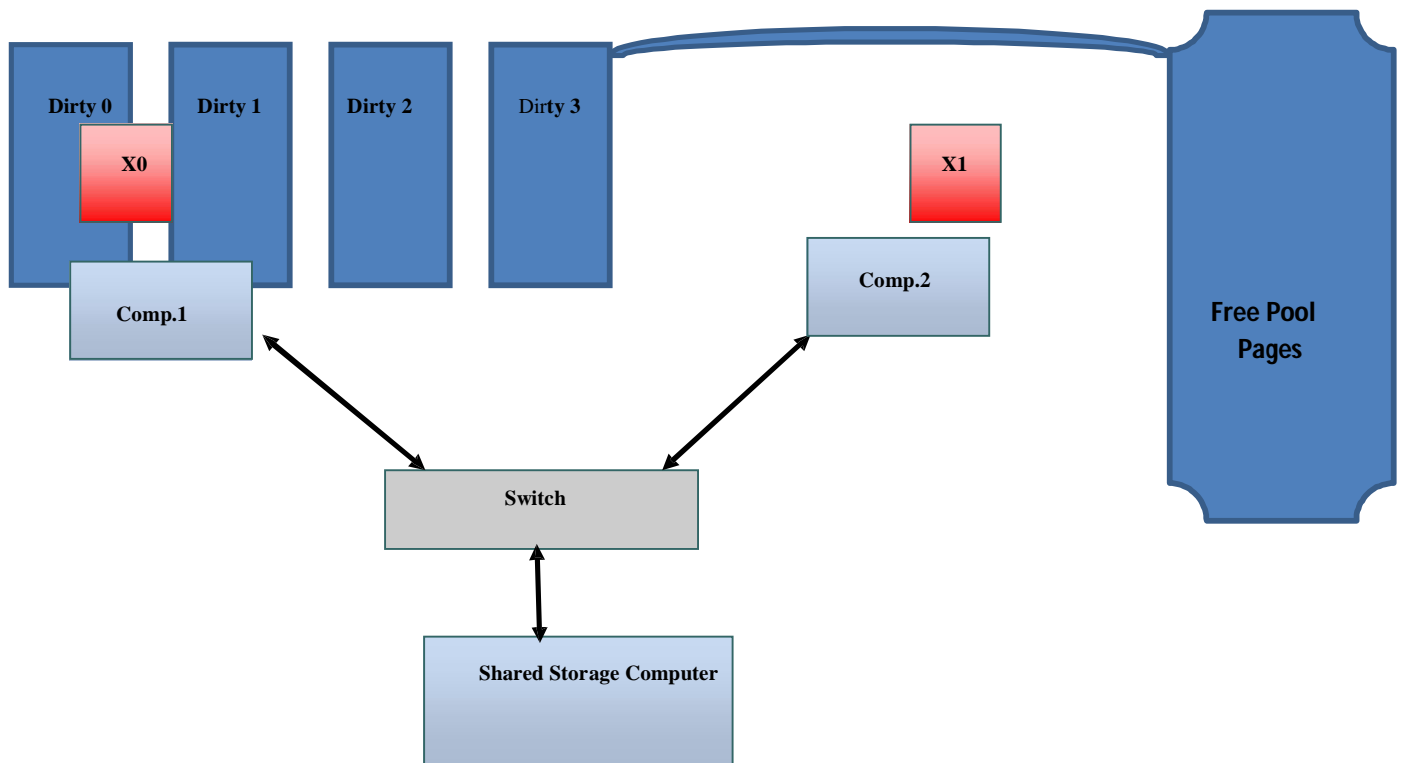 Dirty 0
Dirty 1
Dirty 2
Dirty 3
X0
X1
Comp.1
Comp.2
Free Pool
Pages
Switch
Shared Storage Computer